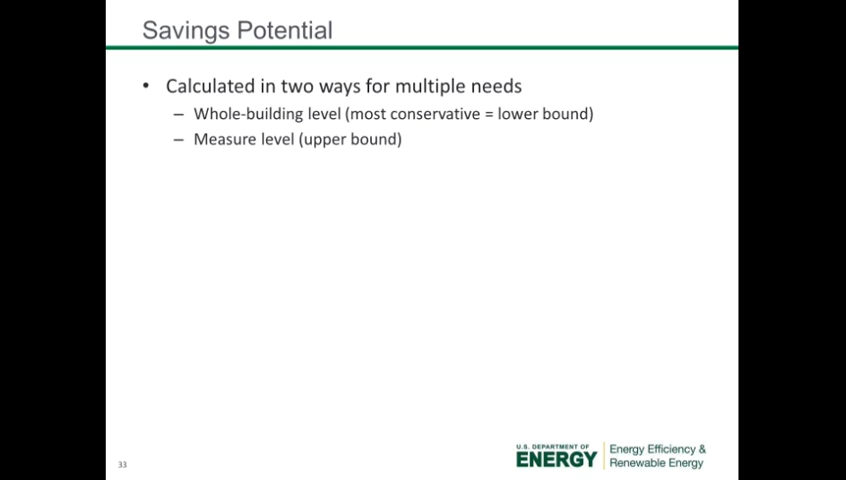 Savings Potential
• Calculated in two ways for multiple needs
– Whole-building level (most conservative = lower bound)
– Measure level (upper bound)
33
U.S. DEPARTMENT OF
ENERGY
Energy Efficiency &
Renewable Energy